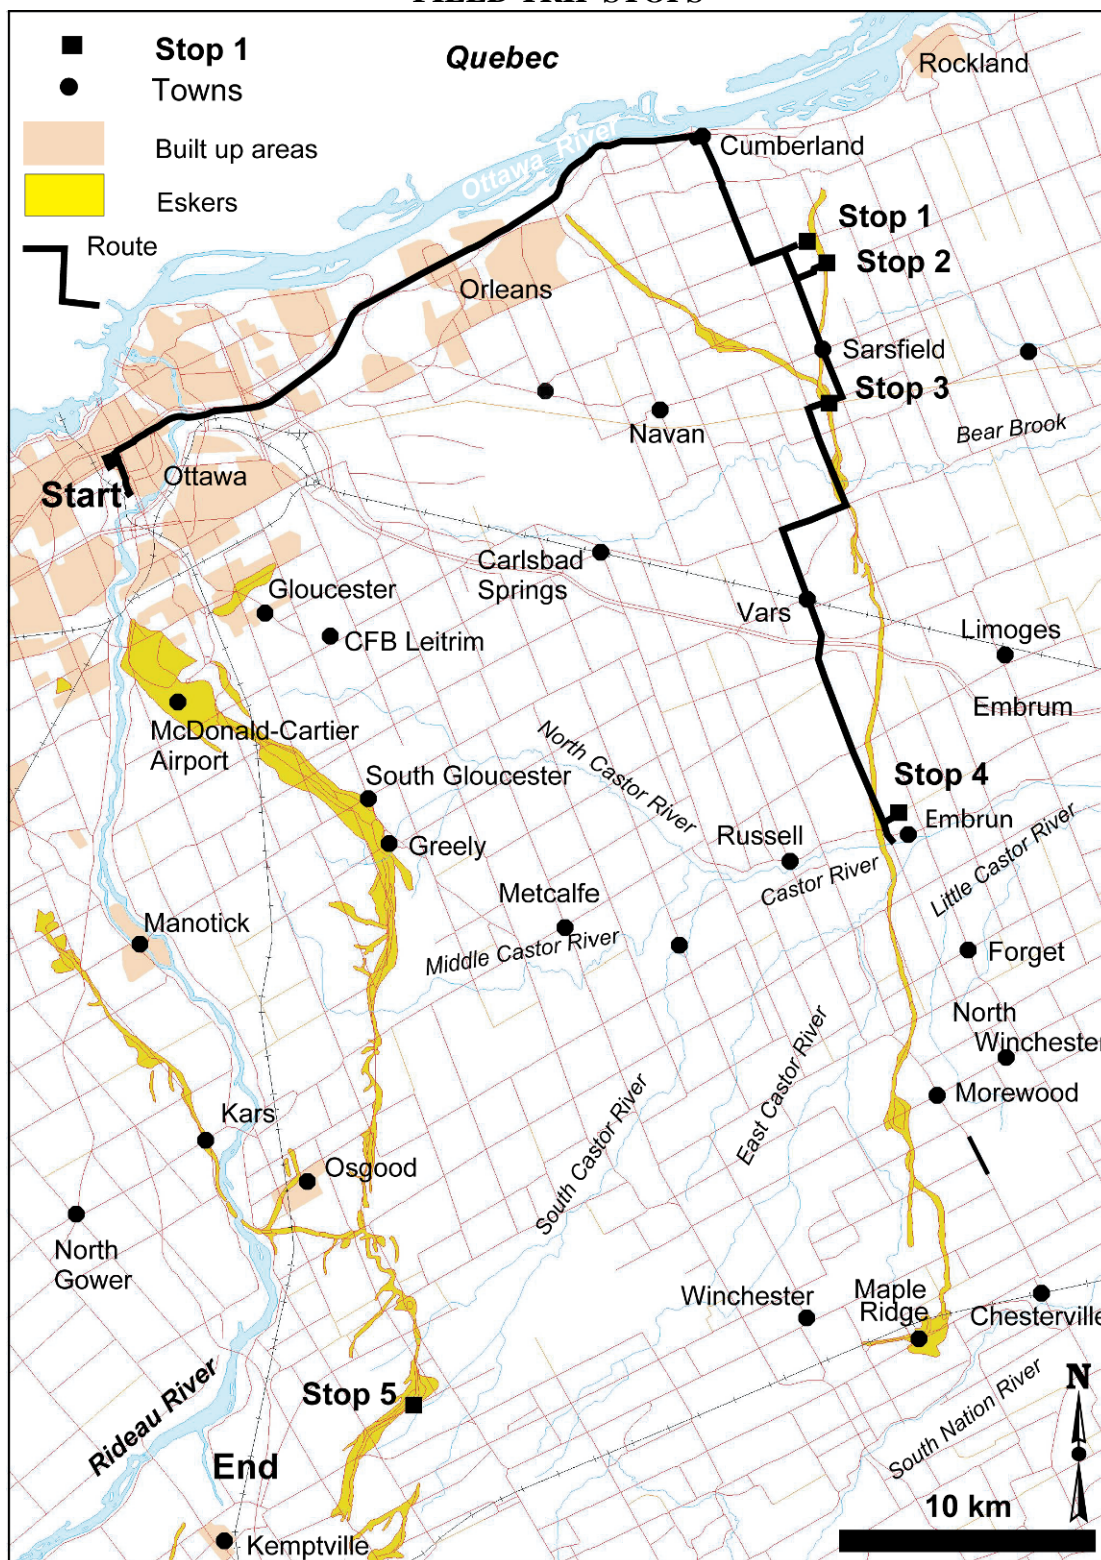 FIELD TRIP STOPS
Stop 1
Towns
Built up areas
Eskers
Route
Quebec
Rockland
Ottawa River
Cumberland
Stop 1
Stop 2
Orleans
Sarsfield
Stop 3
Navan
Bear Brook
Ottawa
Start
Carlsbad
Springs
Gloucester
CFB Leitrim
Vars
Limoges
Embrum
McDonald-Cartier
Airport
North Castor River
South Gloucester
Stop 4
Greely
Russell
Embrun
Castor River
Little Castor River
Metcalfe
Manotick
Middle Castor River
Forget
North
Winchester
Morewood
East Castor River
South Castor River
Kars
Osgood
North
Gower
Winchester
Maple
Ridge
Chesterville
Stop 5
Rideau River
End
South Nation River
N
10 km
Kemptville